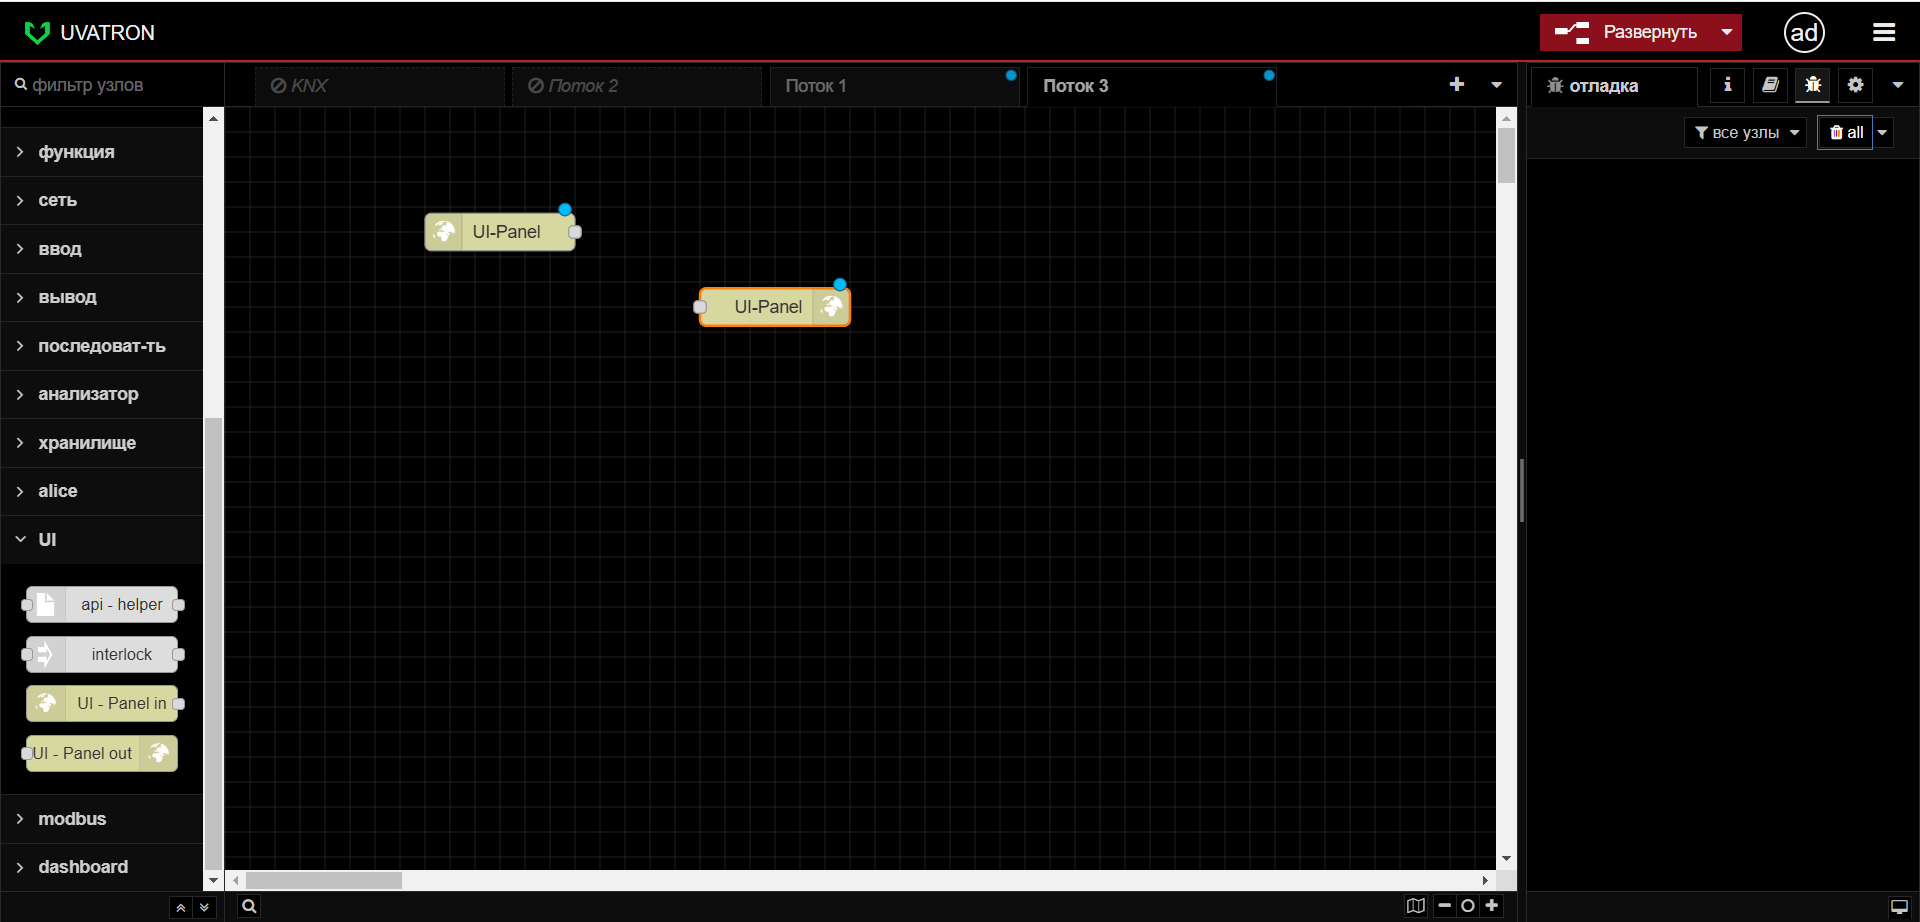 UVATRON
Развернуть
ad
фильтр узлов
KNX
Поток 2
Поток 1
Поток 3
отладка
все узлы
all
функция
сеть
ввод
вывод
последоват-ть
анализатор
хранилище
alice
UI
api - helper
interlock
UI - Panel in
UI - Panel out
modbus
dashboard
UI-Panel
UI-Panel